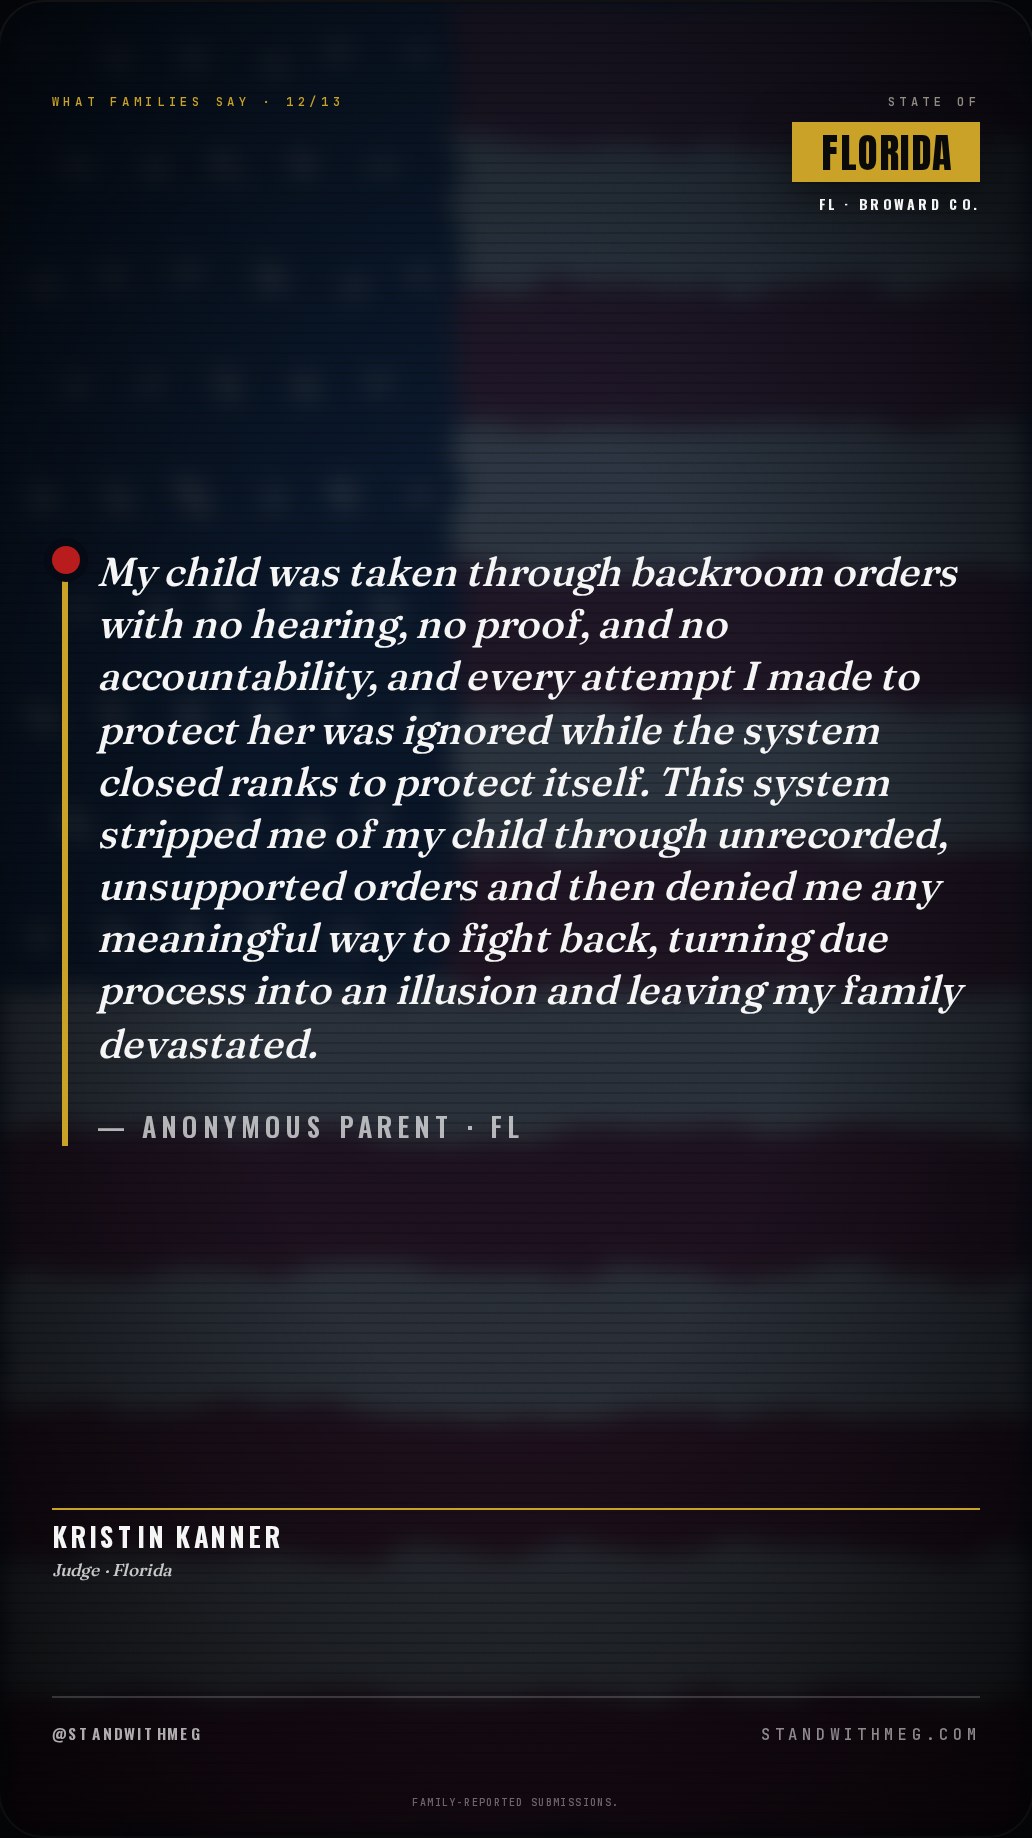 WHAT FAMILIES SAY · 12/13
STATE OF
FLORIDA
FL · BROWARD CO.
My child was taken through backroom orders
with no hearing, no proof, and no
accountability, and every attempt I made to
protect her was ignored while the system
closed ranks to protect itself. This system
stripped me of my child through unrecorded,
unsupported orders and then denied me any
meaningful way to fight back, turning due
process into an illusion and leaving my family
devastated.
— ANONYMOUS PARENT · FL
KRISTIN KANNER
Judge · Florida
@STANDWITHMEG
STANDWITHMEG.COM
FAMILY-REPORTED SUBMISSIONS.